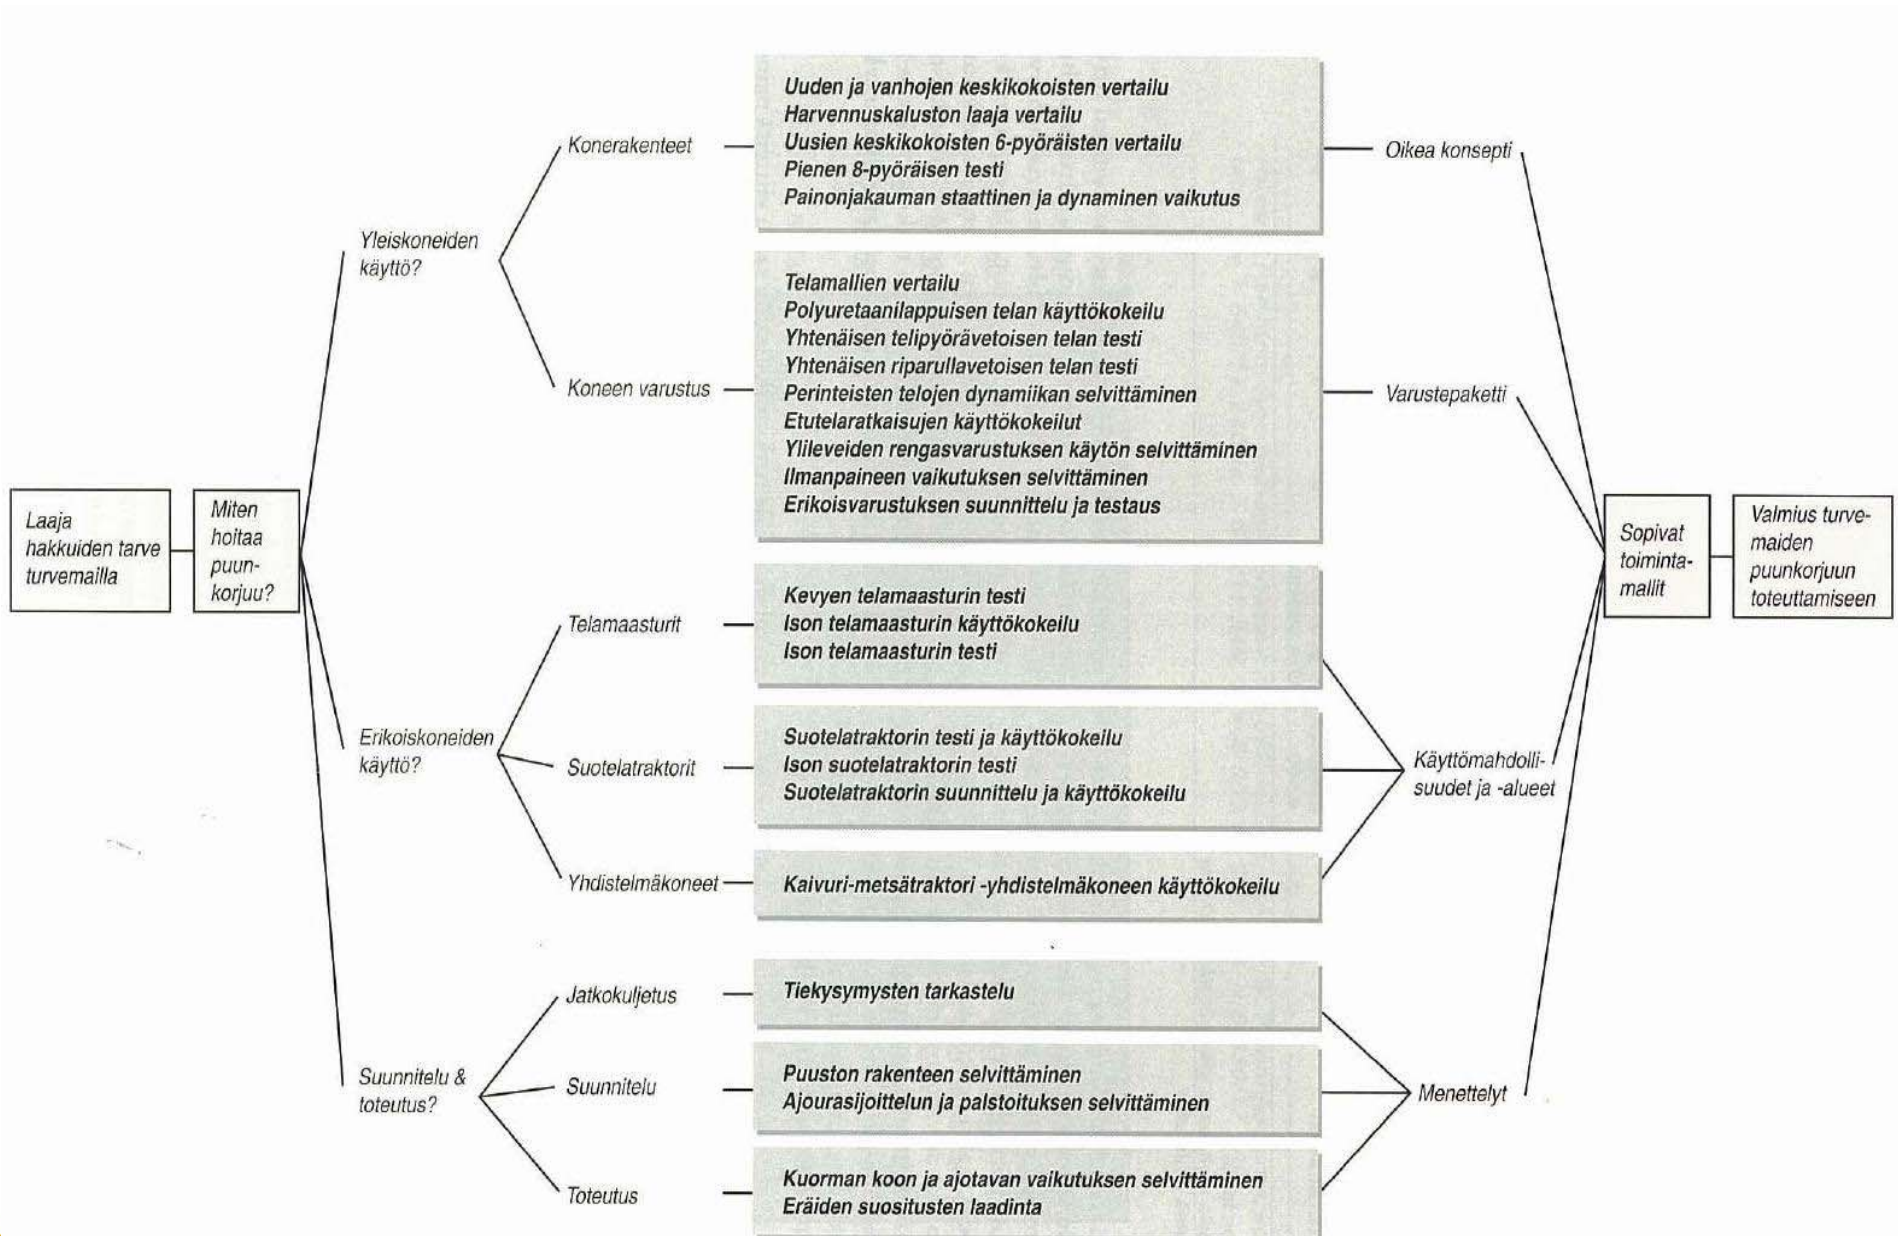 Laaja
hakkuiden tarve
turvemailla
Miten
hoitaa
puun-
korjuu?
Yleiskoneiden
käyttö?
Konerakenteet
Uuden ja vanhojen keskikokoisten vertailu
Harvennuskaluston laaja vertailu
Uusien keskikokoisten 6-pyöräisten vertailu
Pienen 8-pyöräisen testi
Painonjakauman staattinen ja dynaminen vaikutus
Oikea konsepti
Koneen varustus
Telamallien vertailu
Polyuretaanilappuisen telan käyttökokeilu
Yhtenäisen telipyörävetoisen telan testi
Yhtenäisen riparullavetoisen telan testi
Perinteisten telojen dynamiikan selvittäminen
Etutelaratkaisujen käyttökokeilut
Ylileveiden rengasvarustuksen käytön selvittäminen
Ilmanpaineen vaikutuksen selvittäminen
Erikoisvarustuksen suunnittelu ja testaus
Varustepaketti
Erikoiskoneiden
käyttö?
Telamaasturit
Kevyen telamaasturin testi
Ison telamaasturin käyttökokeilu
Ison telamaasturin testi
Suotelatraktorit
Suotelatraktorin testi ja käyttökokeilu
Ison suotelatraktorin testi
Suotelatraktorin suunnittelu ja käyttökokeilu
Yhdistelmäkoneet
Kaivuri-metsätraktori -yhdistelmäkoneen käyttökokeilu
Käyttömahdolli-
suudet ja -alueet
Suunnitelu &
toteutus?
Jatkokuljetus
Tiekysymysten tarkastelu
Suunnitelu
Puuston rakenteen selvittäminen
Ajourasijoittelun ja palstoituksen selvittäminen
Toteutus
Kuorman koon ja ajotavan vaikutuksen selvittäminen
Eräiden suositusten laadinta
Menettelyt
Sopivat
toiminta-
mallit
Valmius turve-
maiden
puunkorjuun
toteuttamiseen